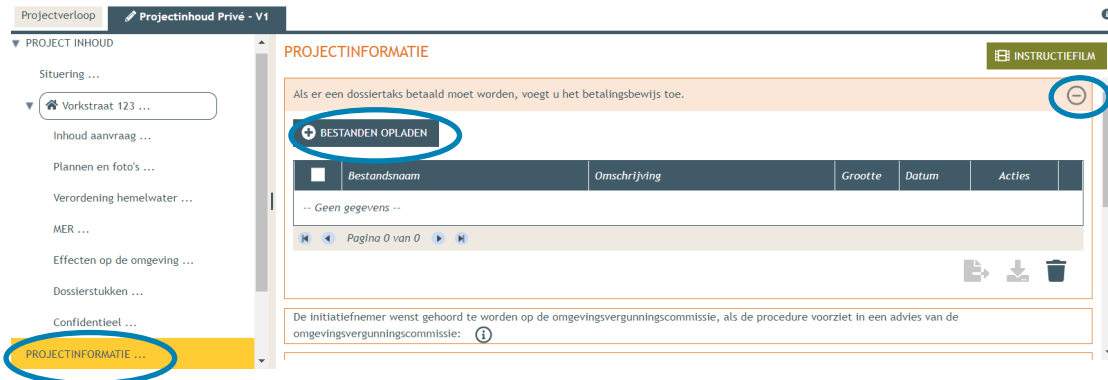 Projectverloop
Projectinhoud Privé - V1
PROJECT INHOUD
Situering ...
Vorkstraat 123 ...
Inhoud aanvraag ...
Plannen en foto's ...
Verordening hemelwater ...
MER ...
Effecten op de omgeving ...
Dossierstukken ...
Confidentieel ...
PROJECTINFORMATIE ...
PROJECTINFORMATIE
INSTRUCTIEFILM
Als er een dossiertaks betaald moet worden, voegt u het betalingsbewijs toe.
BESTANDEN OPLADEN
Bestandsnaam Omschrijving Grootte Datum Acties
-- Geen gegevens --
Pagina 0 van 0
De initiatiefnemer wenst gehoord te worden op de omgevingsvergunningscommissie, als de procedure voorziet in een advies van de
omgevingsvergunningscommissie: